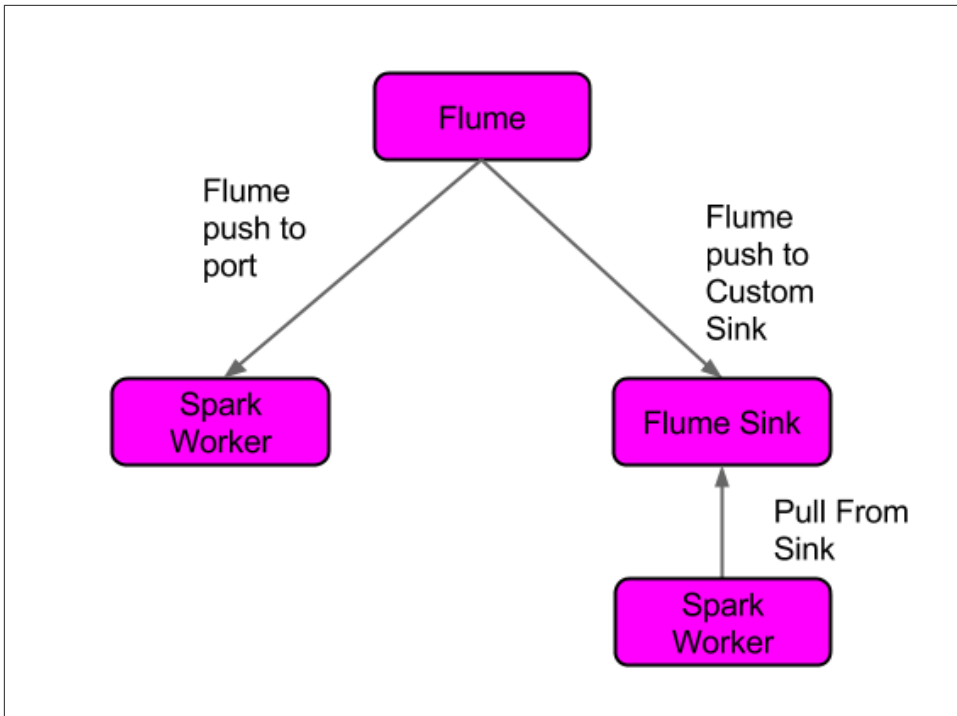 Flume
Flume
push to
port
Flume
push to
Custom
Sink
Spark
Worker
Flume Sink
Pull From
Sink
Spark
Worker